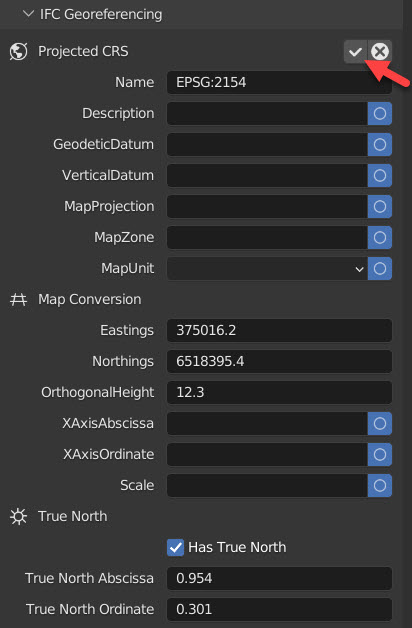 IFC Georeferencing
Projected CRS
Name EPSG:2154
Description
GeodeticDatum
VerticalDatum
MapProjection
MapZone
MapUnit
Map Conversion
Eastings 375016.2
Northings 6518395.4
OrthogonalHeight 12.3
XAxisAbscissa
XAxisOrdinate
Scale
True North
Has True North
True North Abscissa 0.954
True North Ordinate 0.301